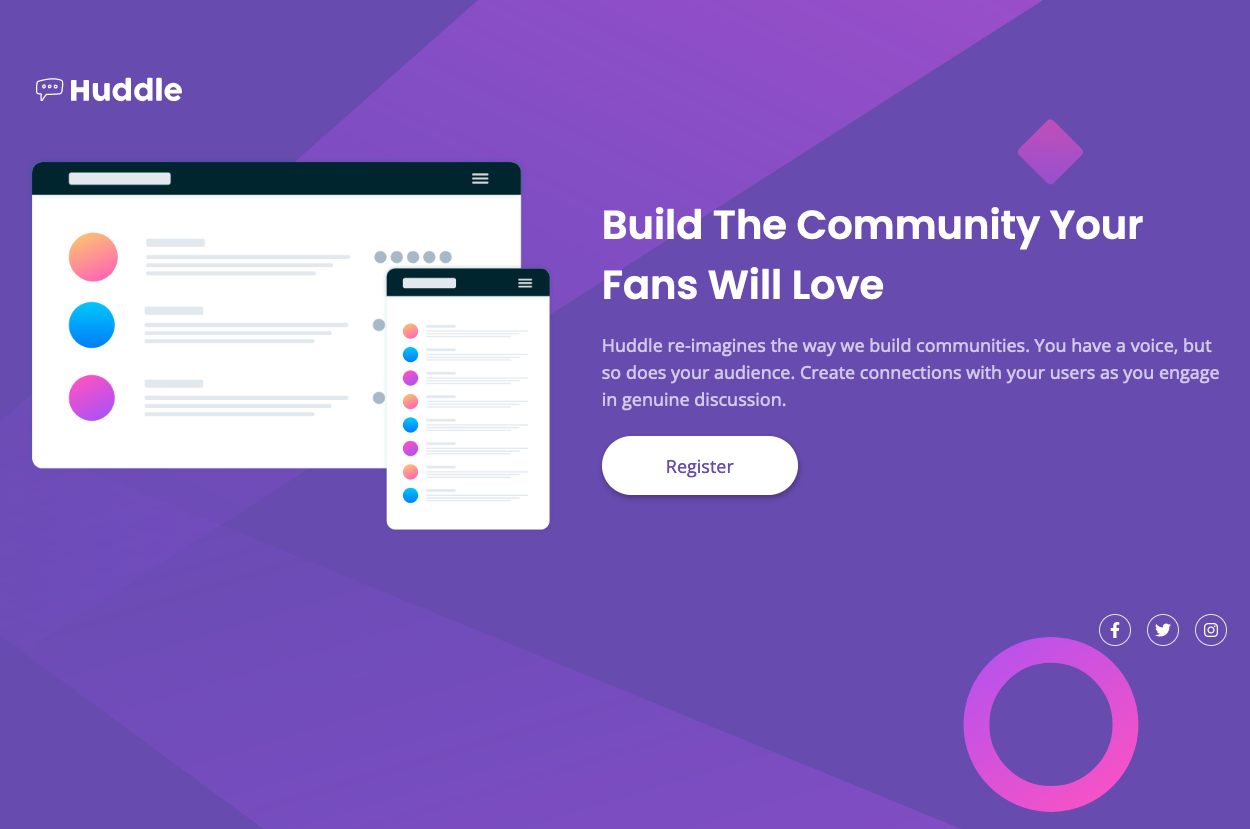 Huddle
Build The Community Your
Fans Will Love
Huddle re-imagines the way we build communities. You have a voice, but
so does your audience. Create connections with your users as you engage
in genuine discussion.
Register